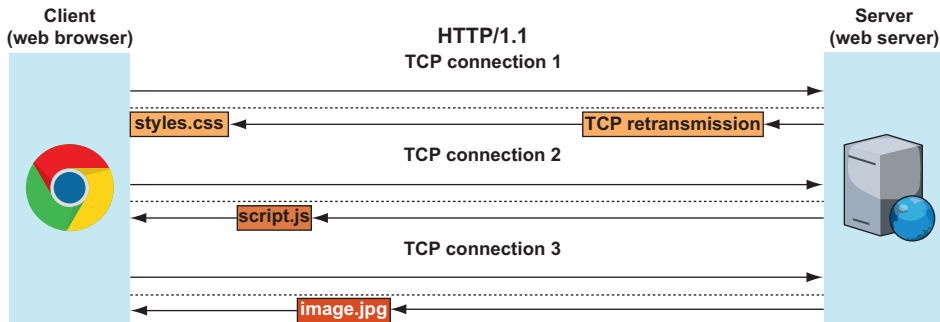 Client
(web browser)
HTTP/1.1
Server
(web server)
TCP connection 1
styles.css
TCP retransmission
TCP connection 2
script.js
TCP connection 3
image.jpg